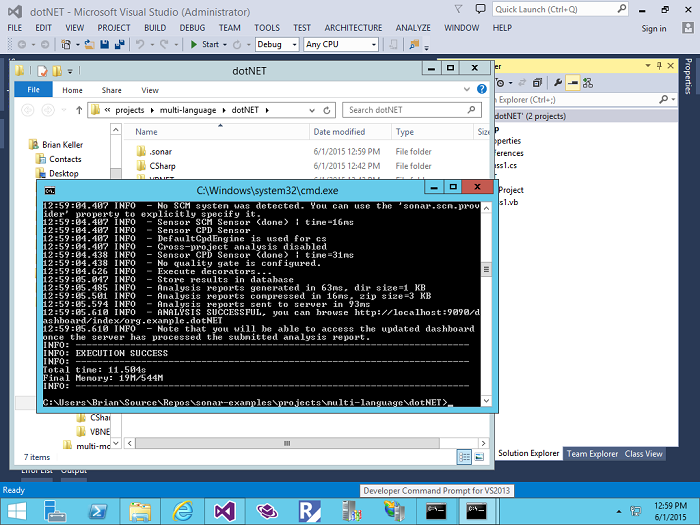 dotNET - Microsoft Visual Studio (Administrator)
Quick Launch (Ctrl+Q)
FILE EDIT VIEW PROJECT BUILD DEBUG TEAM TOOLS TEST ARCHITECTURE ANALYZE WINDOW HELP
Sign in
Start Debug Any CPU
dotNET
File Home Share View
« projects multi-language dotNET
Search dotNET
Name Date modified Type Size
Brian Keller
Contacts
Desktop
.sonar 6/1/2015 12:59 PM File folder
CSharp 6/1/2015 12:42 PM File folder
Explorer (Ctrl+;)
dotNET' (2 projects)
Project
Properties
C:\Windows\system32\cmd.exe
12:59:04.407 INFO - No SCM system was detected. You can use the 'sonar.scm.prov
ider' property to explicitly specify it.
12:59:04.407 INFO - Sensor SCM Sensor (done) | time=16ms
12:59:04.407 INFO - Sensor CPD Sensor
12:59:04.407 INFO - DefaultCpdEngine is used for cs
12:59:04.407 INFO - Cross-project analysis disabled
12:59:04.438 INFO - Sensor CPD Sensor (done) | time=31ms
12:59:04.438 INFO - No quality gate is configured.
12:59:04.626 INFO - Execute decorators...
12:59:05.047 INFO - Store results in database
12:59:05.485 INFO - Analysis reports generated in 63ms, dir size=1 KB
12:59:05.501 INFO - Analysis reports compressed in 16ms, zip size=3 KB
12:59:05.594 INFO - Analysis reports sent to server in 93ms
12:59:05.610 INFO - ANALYSIS SUCCESSFUL, you can browse http://localhost:9090/d
ashboard/index/org.example.dotNET
12:59:05.610 INFO - Note that you will be able to access the updated dashboard
once the server has processed the submitted analysis report.
INFO: ------------------------------------------------------------------------
INFO: EXECUTION SUCCESS
INFO: ------------------------------------------------------------------------
Total time: 11.504s
Final Memory: 19M/544M
INFO: ------------------------------------------------------------------------
C:\Users\Brian\Source\Repos\sonar-examples\projects\multi-language\dotNET>_
CSharp
VBNET
7 items
Solution Explorer Team Explorer Class View
Error List Output
Ready
Developer Command Prompt for VS2013
12:59 PM
6/1/2015